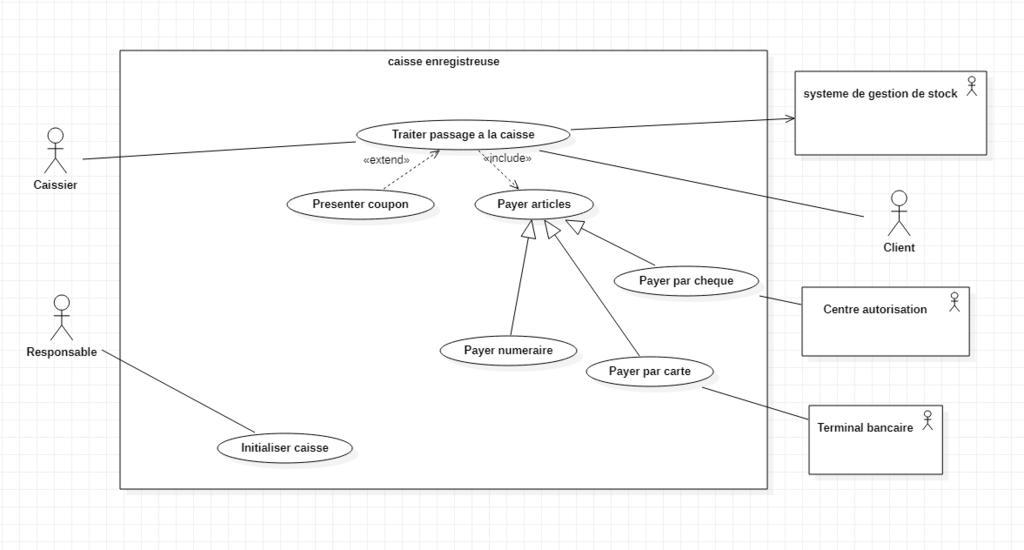 caisse enregistreuse
systeme de gestion de stock
Traiter passage a la caisse
«extend»
«include»
Caissier
Presenter coupon
Payer articles
Client
Payer par cheque
Centre autorisation
Responsable
Payer numeraire
Payer par carte
Terminal bancaire
Initialiser caisse